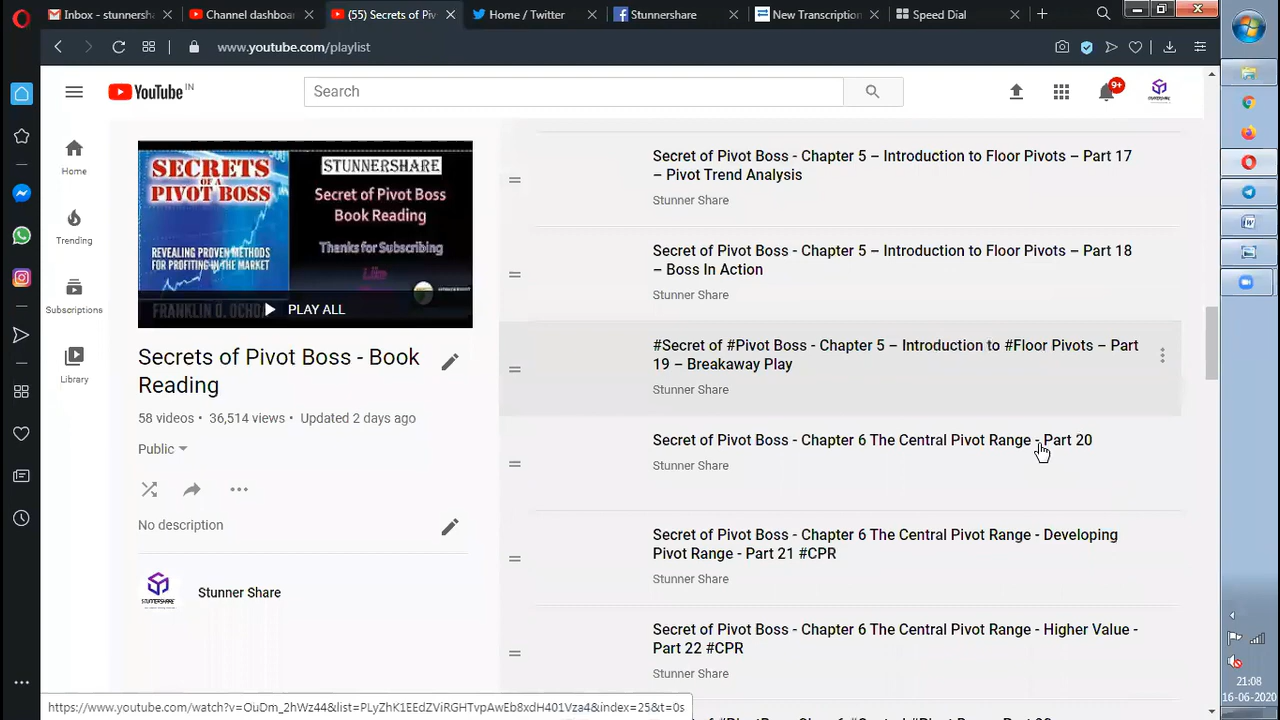 Inbox - stunnersh
Channel dashboa
(55) Secrets of Piv
Home / Twitter
Stunnershare
New Transcription
Speed Dial
www.youtube.com/playlist
YouTube IN
Search
9+
Home
Trending
Subscriptions
Library
SECRETS
OF A
PIVOT BOSS
REVEALING PROVEN METHODS
FOR PROFITING IN THE MARKET
FRANKLIN O. OCHOA
STUNNERSHARE
Secret of Pivot Boss
Book Reading
Thanks for Subscribing
Like
PLAY ALL
Secrets of Pivot Boss - Book
Reading
58 videos • 36,514 views • Updated 2 days ago
Public
No description
STUNNERSHARE
Stunner Share
Secret of Pivot Boss - Chapter 5 – Introduction to Floor Pivots – Part 17
– Pivot Trend Analysis
Stunner Share
Secret of Pivot Boss - Chapter 5 – Introduction to Floor Pivots – Part 18
– Boss In Action
Stunner Share
#Secret of #Pivot Boss - Chapter 5 – Introduction to #Floor Pivots – Part
19 – Breakaway Play
Stunner Share
Secret of Pivot Boss - Chapter 6 The Central Pivot Range - Part 20
Stunner Share
Secret of Pivot Boss - Chapter 6 The Central Pivot Range - Developing
Pivot Range - Part 21 #CPR
Stunner Share
Secret of Pivot Boss - Chapter 6 The Central Pivot Range - Higher Value -
Part 22 #CPR
Stunner Share
https://www.youtube.com/watch?v=OuDm_2hWz44&list=PLyZhK1EEdZViRGHTvpAwEb8xdH401Vza4&index=25&t=0s
21:08
16-06-2020